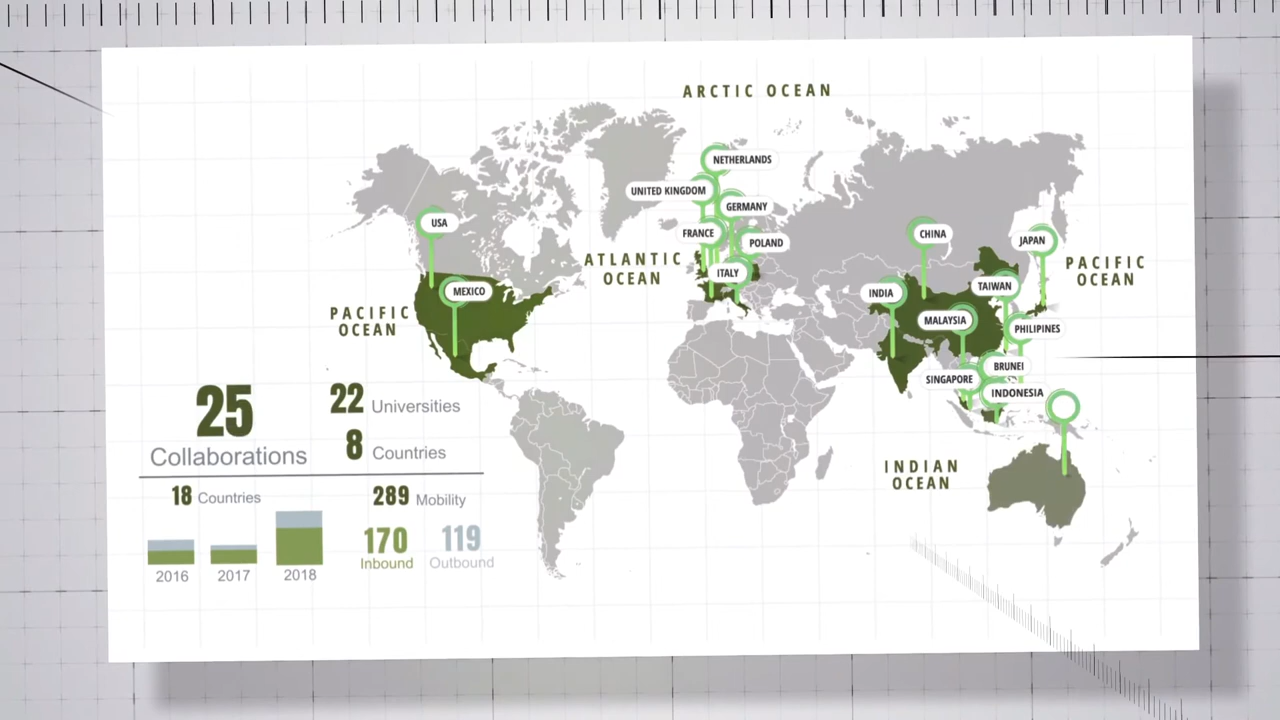 ARCTIC OCEAN
NETHERLANDS
UNITED KINGDOM
GERMANY
USA
FRANCE
POLAND
CHINA
JAPAN
ATLANTIC
OCEAN
ITALY
PACIFIC
OCEAN
MEXICO
INDIA
TAIWAN
PACIFIC
OCEAN
MALAYSIA
PHILIPINES
BRUNEI
SINGAPORE
INDONESIA
INDIAN
OCEAN
25
Collaborations
22 Universities
8 Countries
18 Countries
289 Mobility
170
Inbound
119
Outbound
2016
2017
2018